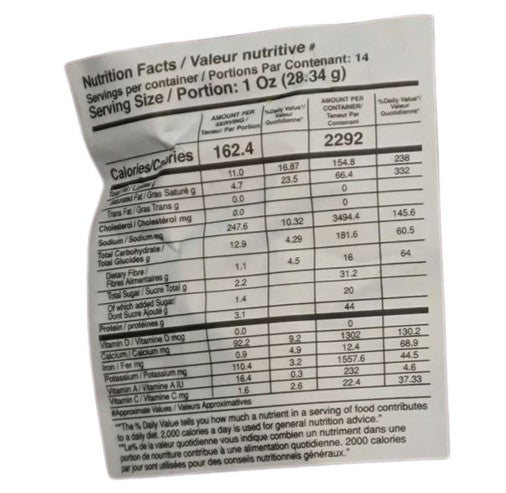 Nutrition Facts / Valeur nutritive #
Servings per container / Portions Par Contenant: 14
Serving Size / Portion: 1 Oz (28.34 g)
AMOUNT PER SERVING / Teneur Par Portion %Daily Value*/ Valeur Quotidienne* AMOUNT PER CONTAINER/ Teneur Par Contenant %Daily Value*/ Valeur Quotidienne*
162.4 2292
11.0 16.87 154.8 238
Saturated Fat / Gras Saturé g 4.7 23.5 66.4 332
Trans Fat / Gras Trans g 0.0 0
Cholesterol / Cholestérol mg 0.0 0
Sodium / Sodium mg 247.6 10.32 3494.4 145.6
Total Carbohydrate / Total Glucides g 12.9 4.29 181.6 60.5
Dietary Fibre / Fibres Alimentaires g 1.1 4.5 16 64
Total Sugar / Sucre Total g 2.2 31.2
Of which added Sugar/ Dont Sucre Ajouté g 1.4 20
Protein / protéines g 3.1 44
Vitamin D / Vitamine D mcg 0.0 0
Calcium / Calcium mg 92.2 9.2 1302 130.2
Iron / Fer mg 0.9 4.9 12.4 68.9
Potassium / Potassium mg 110.4 3.2 1557.6 44.5
Vitamin A / Vitamine A IU 16.4 0.3 232 4.6
Vitamin C / Vitamine C mg 1.6 2.6 22.4 37.33
#Approximate Values / Valeurs Approximatives
"*The % Daily Value tells you how much a nutrient in a serving of food contributes
to a daily diet. 2,000 calories a day is used for general nutrition advice."
"*Le% de la valeur quotidienne vous indique combien un nutriment dans une
portion de nourriture contribue à une alimentation quotidienne. 2000 calories
par jour sont utilisées pour des conseils nutritionnels généraux."